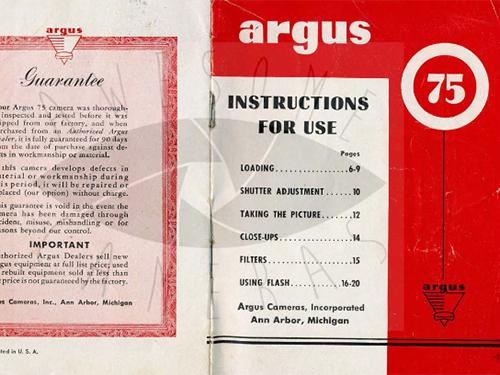 argus
Guarantee
our Argus 75 camera was thorough-
inspected and tested before it was
ipped from our factory, and when
urchased from an Authorized Argus
ealer, it is fully guaranteed for 90 days
om the date of purchase against de-
ts in workmanship or material.
this camera develops defects in
aterial or workmanship during
is period, it will be repaired or
placed (our option) without charge.
is guarantee is void in the event the
mera has been damaged through
cident, misuse, mishandling or for
asons beyond our control.
IMPORTANT
uthorized Argus Dealers sell new
gus equipment at full list price; used
rebuilt equipment sold at less than
t price is not guaranteed by the factory.
us Cameras, Inc., Ann Arbor, Michigan
ted in U. S. A.
argus
75
INSTRUCTIONS
FOR USE
Pages
LOADING..................6-9
SHUTTER ADJUSTMENT......10
TAKING THE PICTURE.......12
CLOSE-UPS................14
FILTERS...................15
USING FLASH............16-20
Argus Cameras, Incorporated
Ann Arbor, Michigan
argus